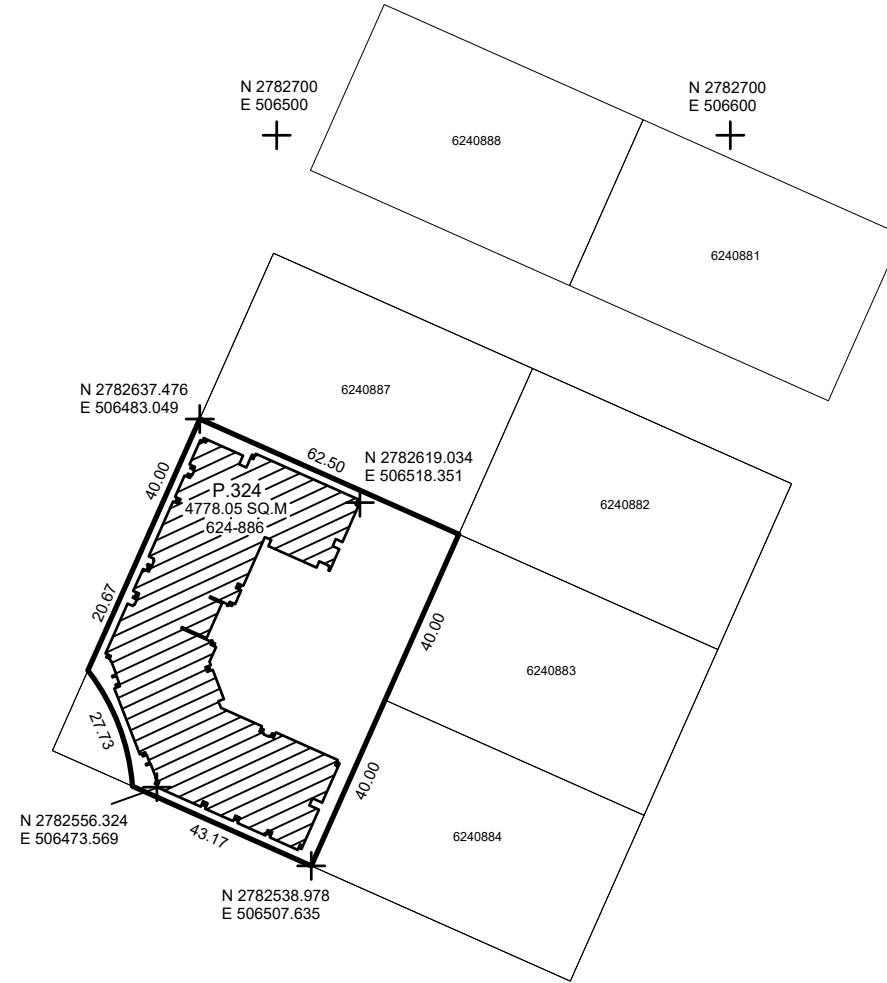 N 2782700
E 506500
N 2782700
E 506600
6240888
6240881
N 2782637.476
E 506483.049
6240887
62.50
N 2782619.034
E 506518.351
40.00
P.324
4778.05 SQ.M
624-886
6240882
20.67
40.00
6240883
27.73
40.00
N 2782556.324
E 506473.569
43.17
6240884
N 2782538.978
E 506507.635